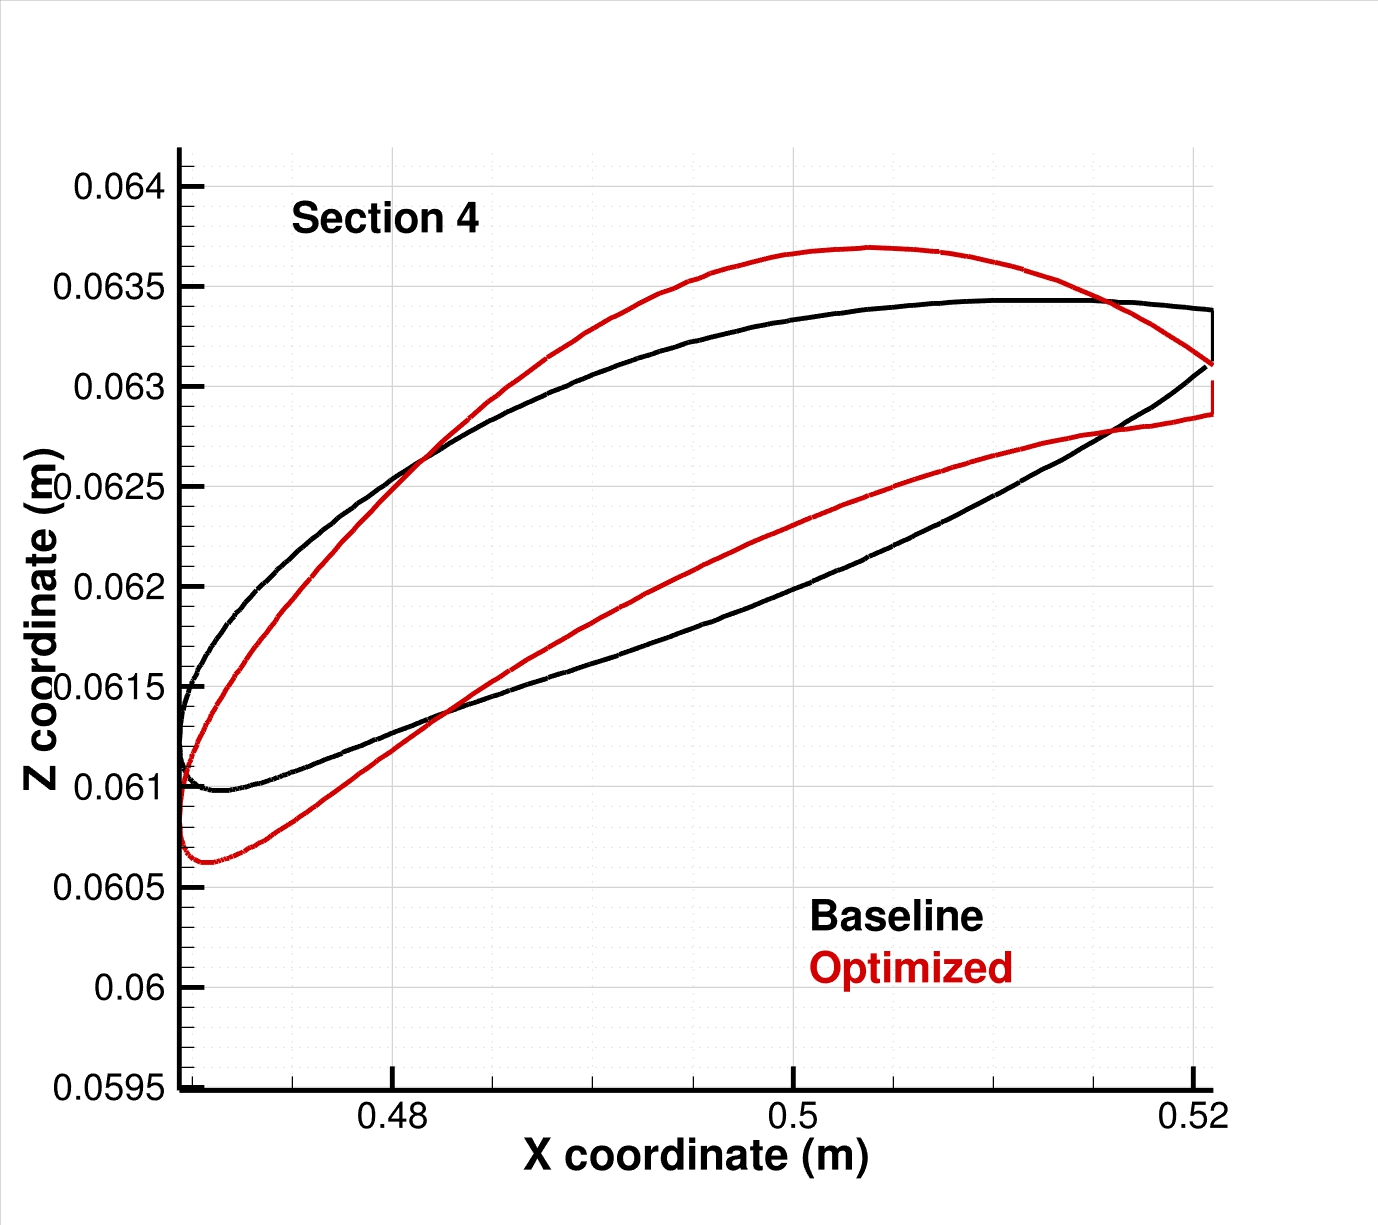 Section 4
0.064
0.0635
0.063
0.0625
0.062
0.0615
0.061
0.0605
0.06
0.0595
Z coordinate (m)
Baseline
Optimized
0.48 0.5 0.52
X coordinate (m)